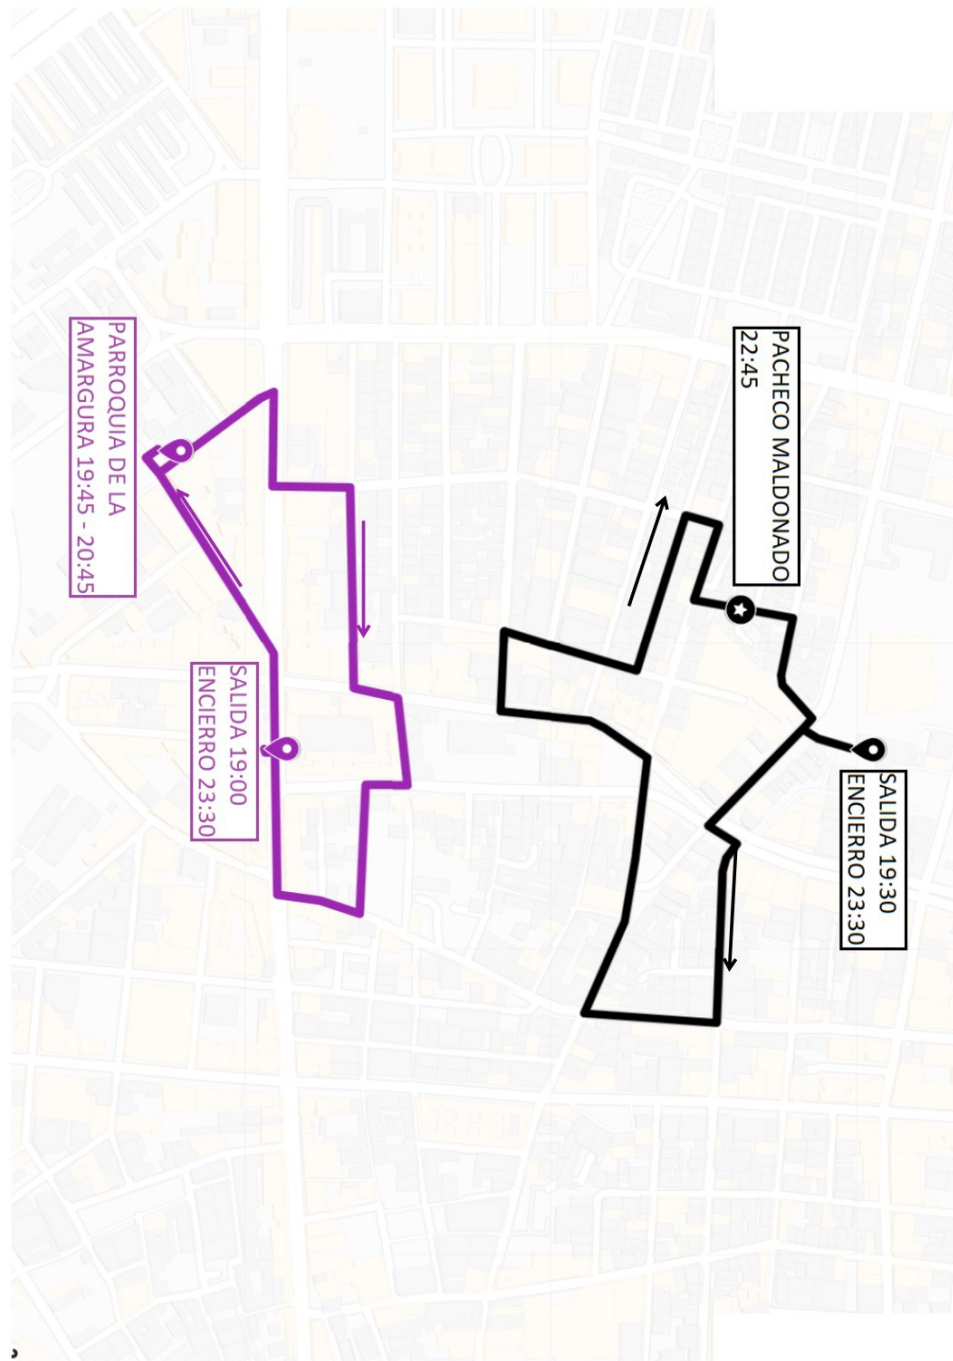 PACHECO MALDONADO
22:45
SALIDA 19:30
ENCIERRO 23:30
PARROQUIA DE LA
AMARGURA 19:45 - 20:45
SALIDA 19:00
ENCIERRO 23:30